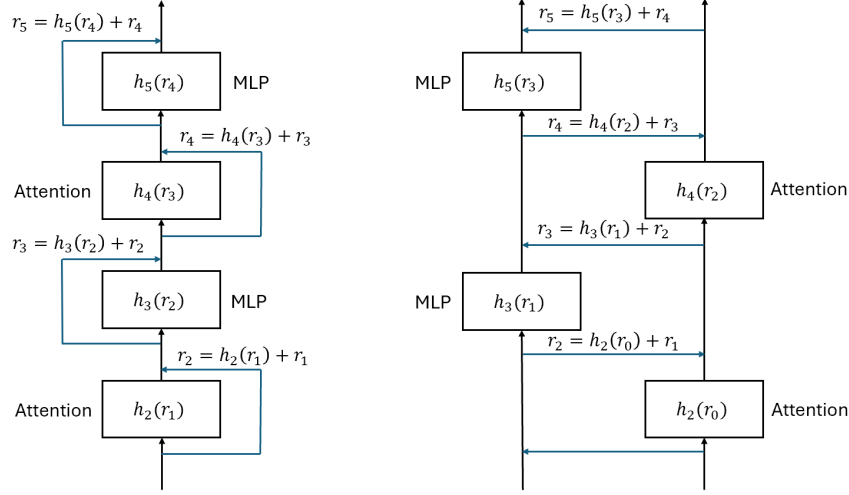 r₅ = h₅(r₄) + r₄
h₅(r₄)
MLP
r₄ = h₄(r₃) + r₃
Attention
h₄(r₃)
r₃ = h₃(r₂) + r₂
h₃(r₂)
MLP
r₂ = h₂(r₁) + r₁
Attention
h₂(r₁)
r₅ = h₅(r₃) + r₄
MLP
h₅(r₃)
r₄ = h₄(r₂) + r₃
h₄(r₂)
Attention
r₃ = h₃(r₁) + r₂
MLP
h₃(r₁)
r₂ = h₂(r₀) + r₁
h₂(r₀)
Attention